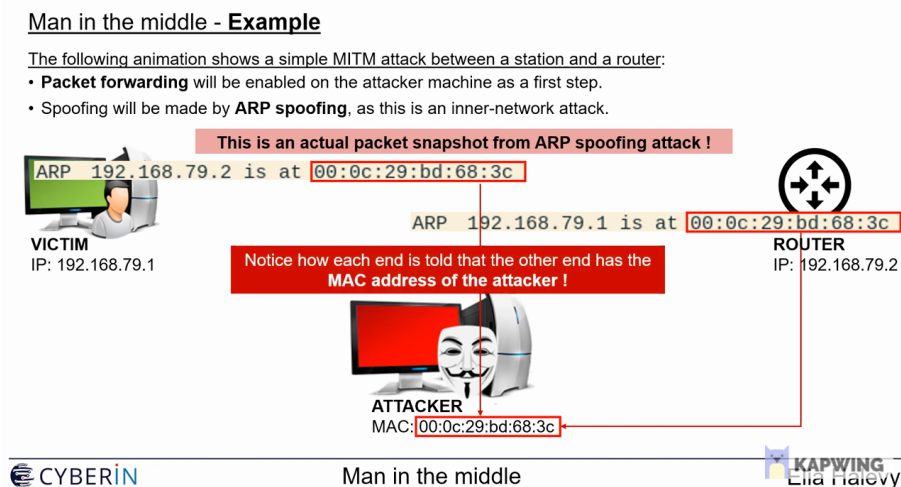 Man in the middle - Example
The following animation shows a simple MITM attack between a station and a router:
• Packet forwarding will be enabled on the attacker machine as a first step.
• Spoofing will be made by ARP spoofing, as this is an inner-network attack.
This is an actual packet snapshot from ARP spoofing attack !
ARP 192.168.79.2 is at 00:0c:29:bd:68:3c
ARP 192.168.79.1 is at 00:0c:29:bd:68:3c
VICTIM
IP: 192.168.79.1
ROUTER
IP: 192.168.79.2
Notice how each end is told that the other end has the
MAC address of the attacker !
ATTACKER
MAC: 00:0c:29:bd:68:3c
CYBERIN
Man in the middle
KAPWING
Ella Halevy